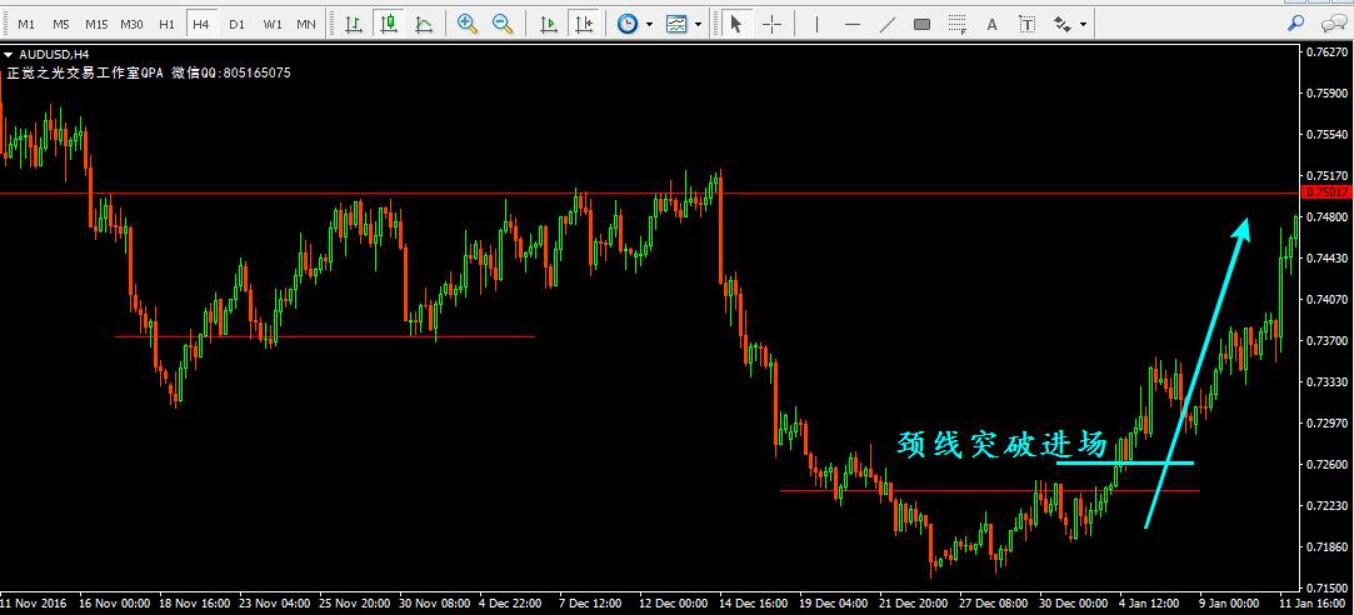 M1 M5 M15 M30 H1 H4 D1 W1 MN
A T
AUDUSD,H4
正觉之光交易工作室QPA 微信QQ:805165075
0.76270
0.75900
0.75540
0.75170
0.75017
0.74800
0.74430
0.74070
0.73700
0.73330
0.72970
颈线突破进场
0.72600
0.72230
0.71860
0.71500
11 Nov 2016 16 Nov 00:00 18 Nov 16:00 23 Nov 04:00 25 Nov 20:00 30 Nov 08:00 4 Dec 22:00 7 Dec 12:00 12 Dec 00:00 14 Dec 16:00 19 Dec 04:00 21 Dec 20:00 27 Dec 08:00 30 Dec 00:00 4 Jan 12:00 9 Jan 00:00 11 Jan 16:00